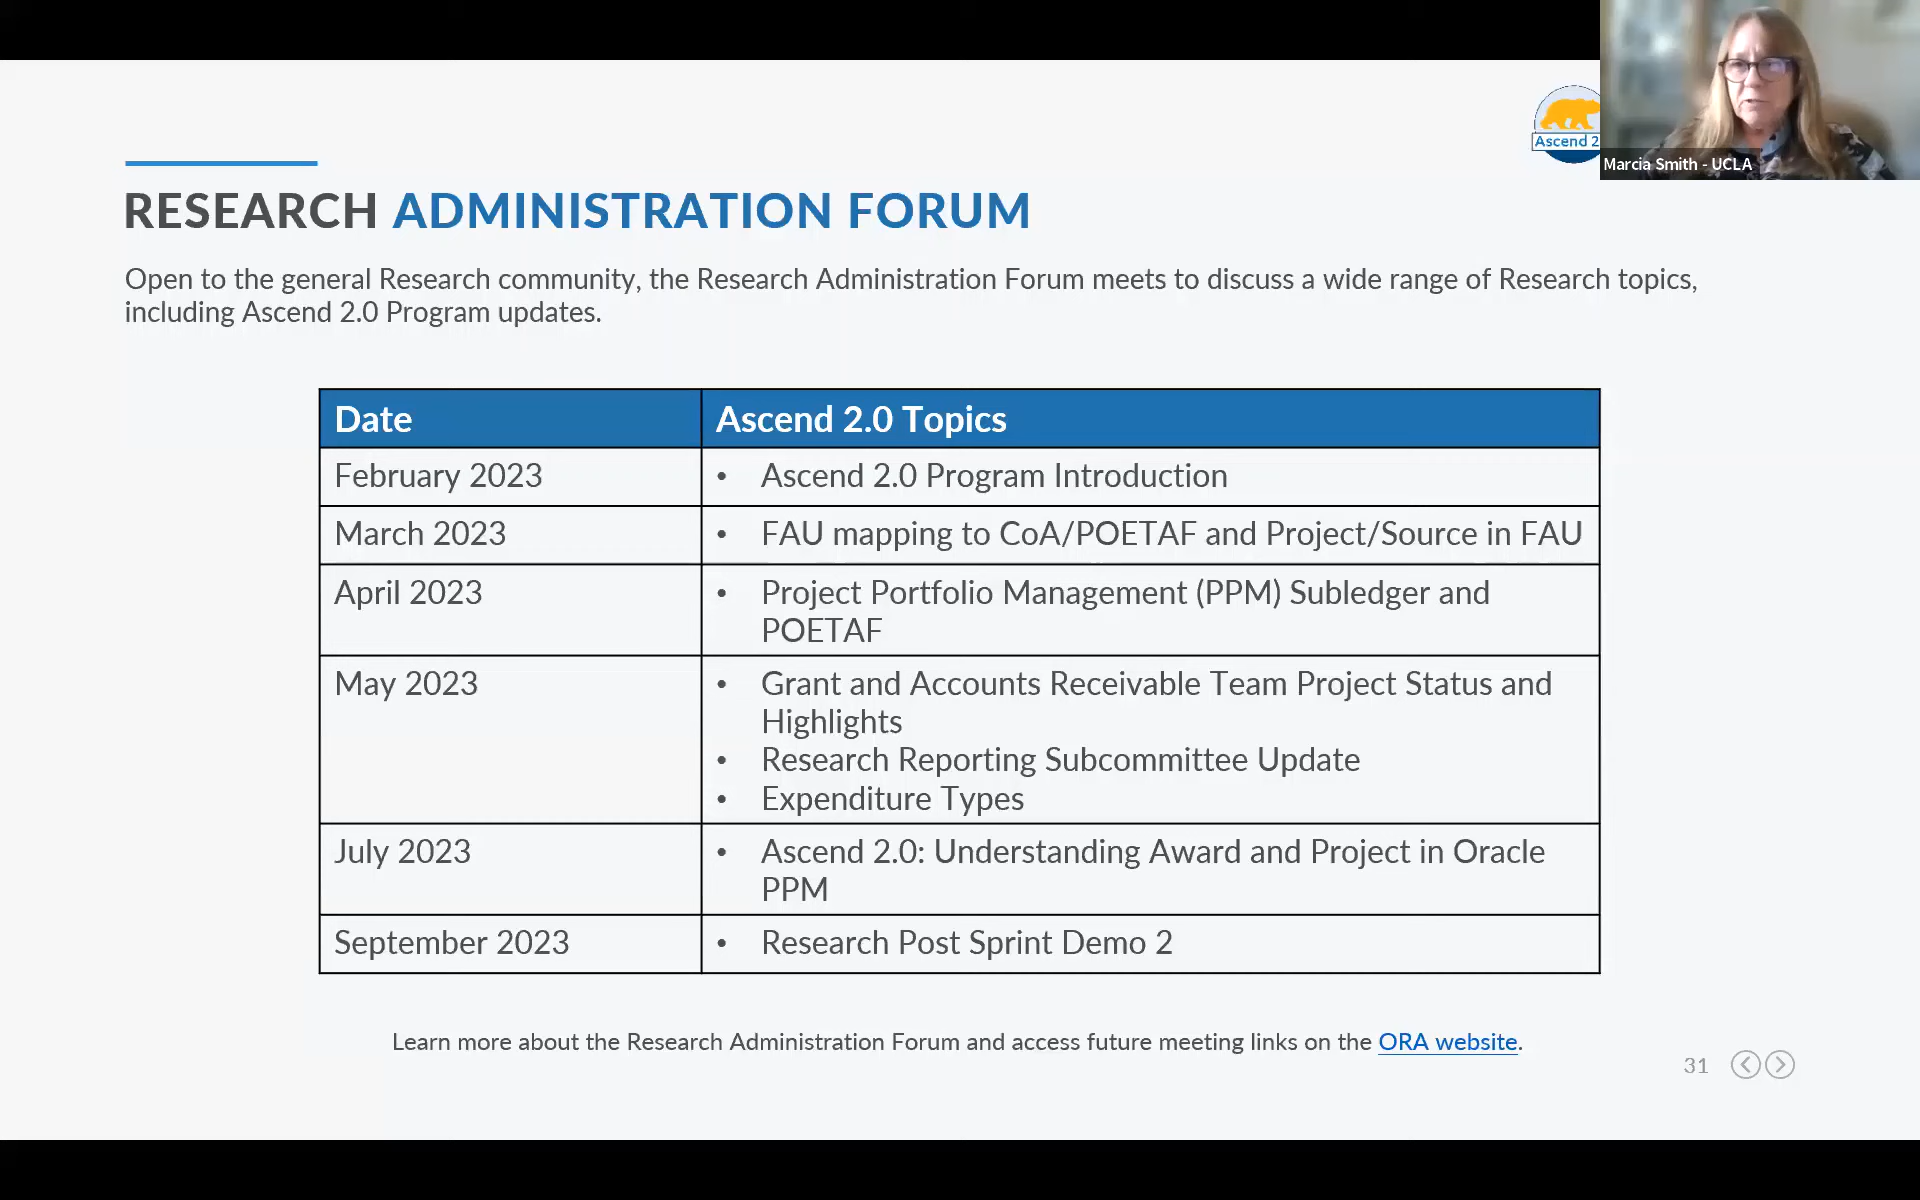 Ascend 2
Marcia Smith - UCLA
RESEARCH ADMINISTRATION FORUM
Open to the general Research community, the Research Administration Forum meets to discuss a wide range of Research topics,
including Ascend 2.0 Program updates.
Date
Ascend 2.0 Topics
February 2023
• Ascend 2.0 Program Introduction
March 2023
• FAU mapping to CoA/POETAF and Project/Source in FAU
April 2023
• Project Portfolio Management (PPM) Subledger and
POETAF
May 2023
• Grant and Accounts Receivable Team Project Status and
Highlights
• Research Reporting Subcommittee Update
• Expenditure Types
July 2023
• Ascend 2.0: Understanding Award and Project in Oracle
PPM
September 2023
• Research Post Sprint Demo 2
Learn more about the Research Administration Forum and access future meeting links on the ORA website.
31